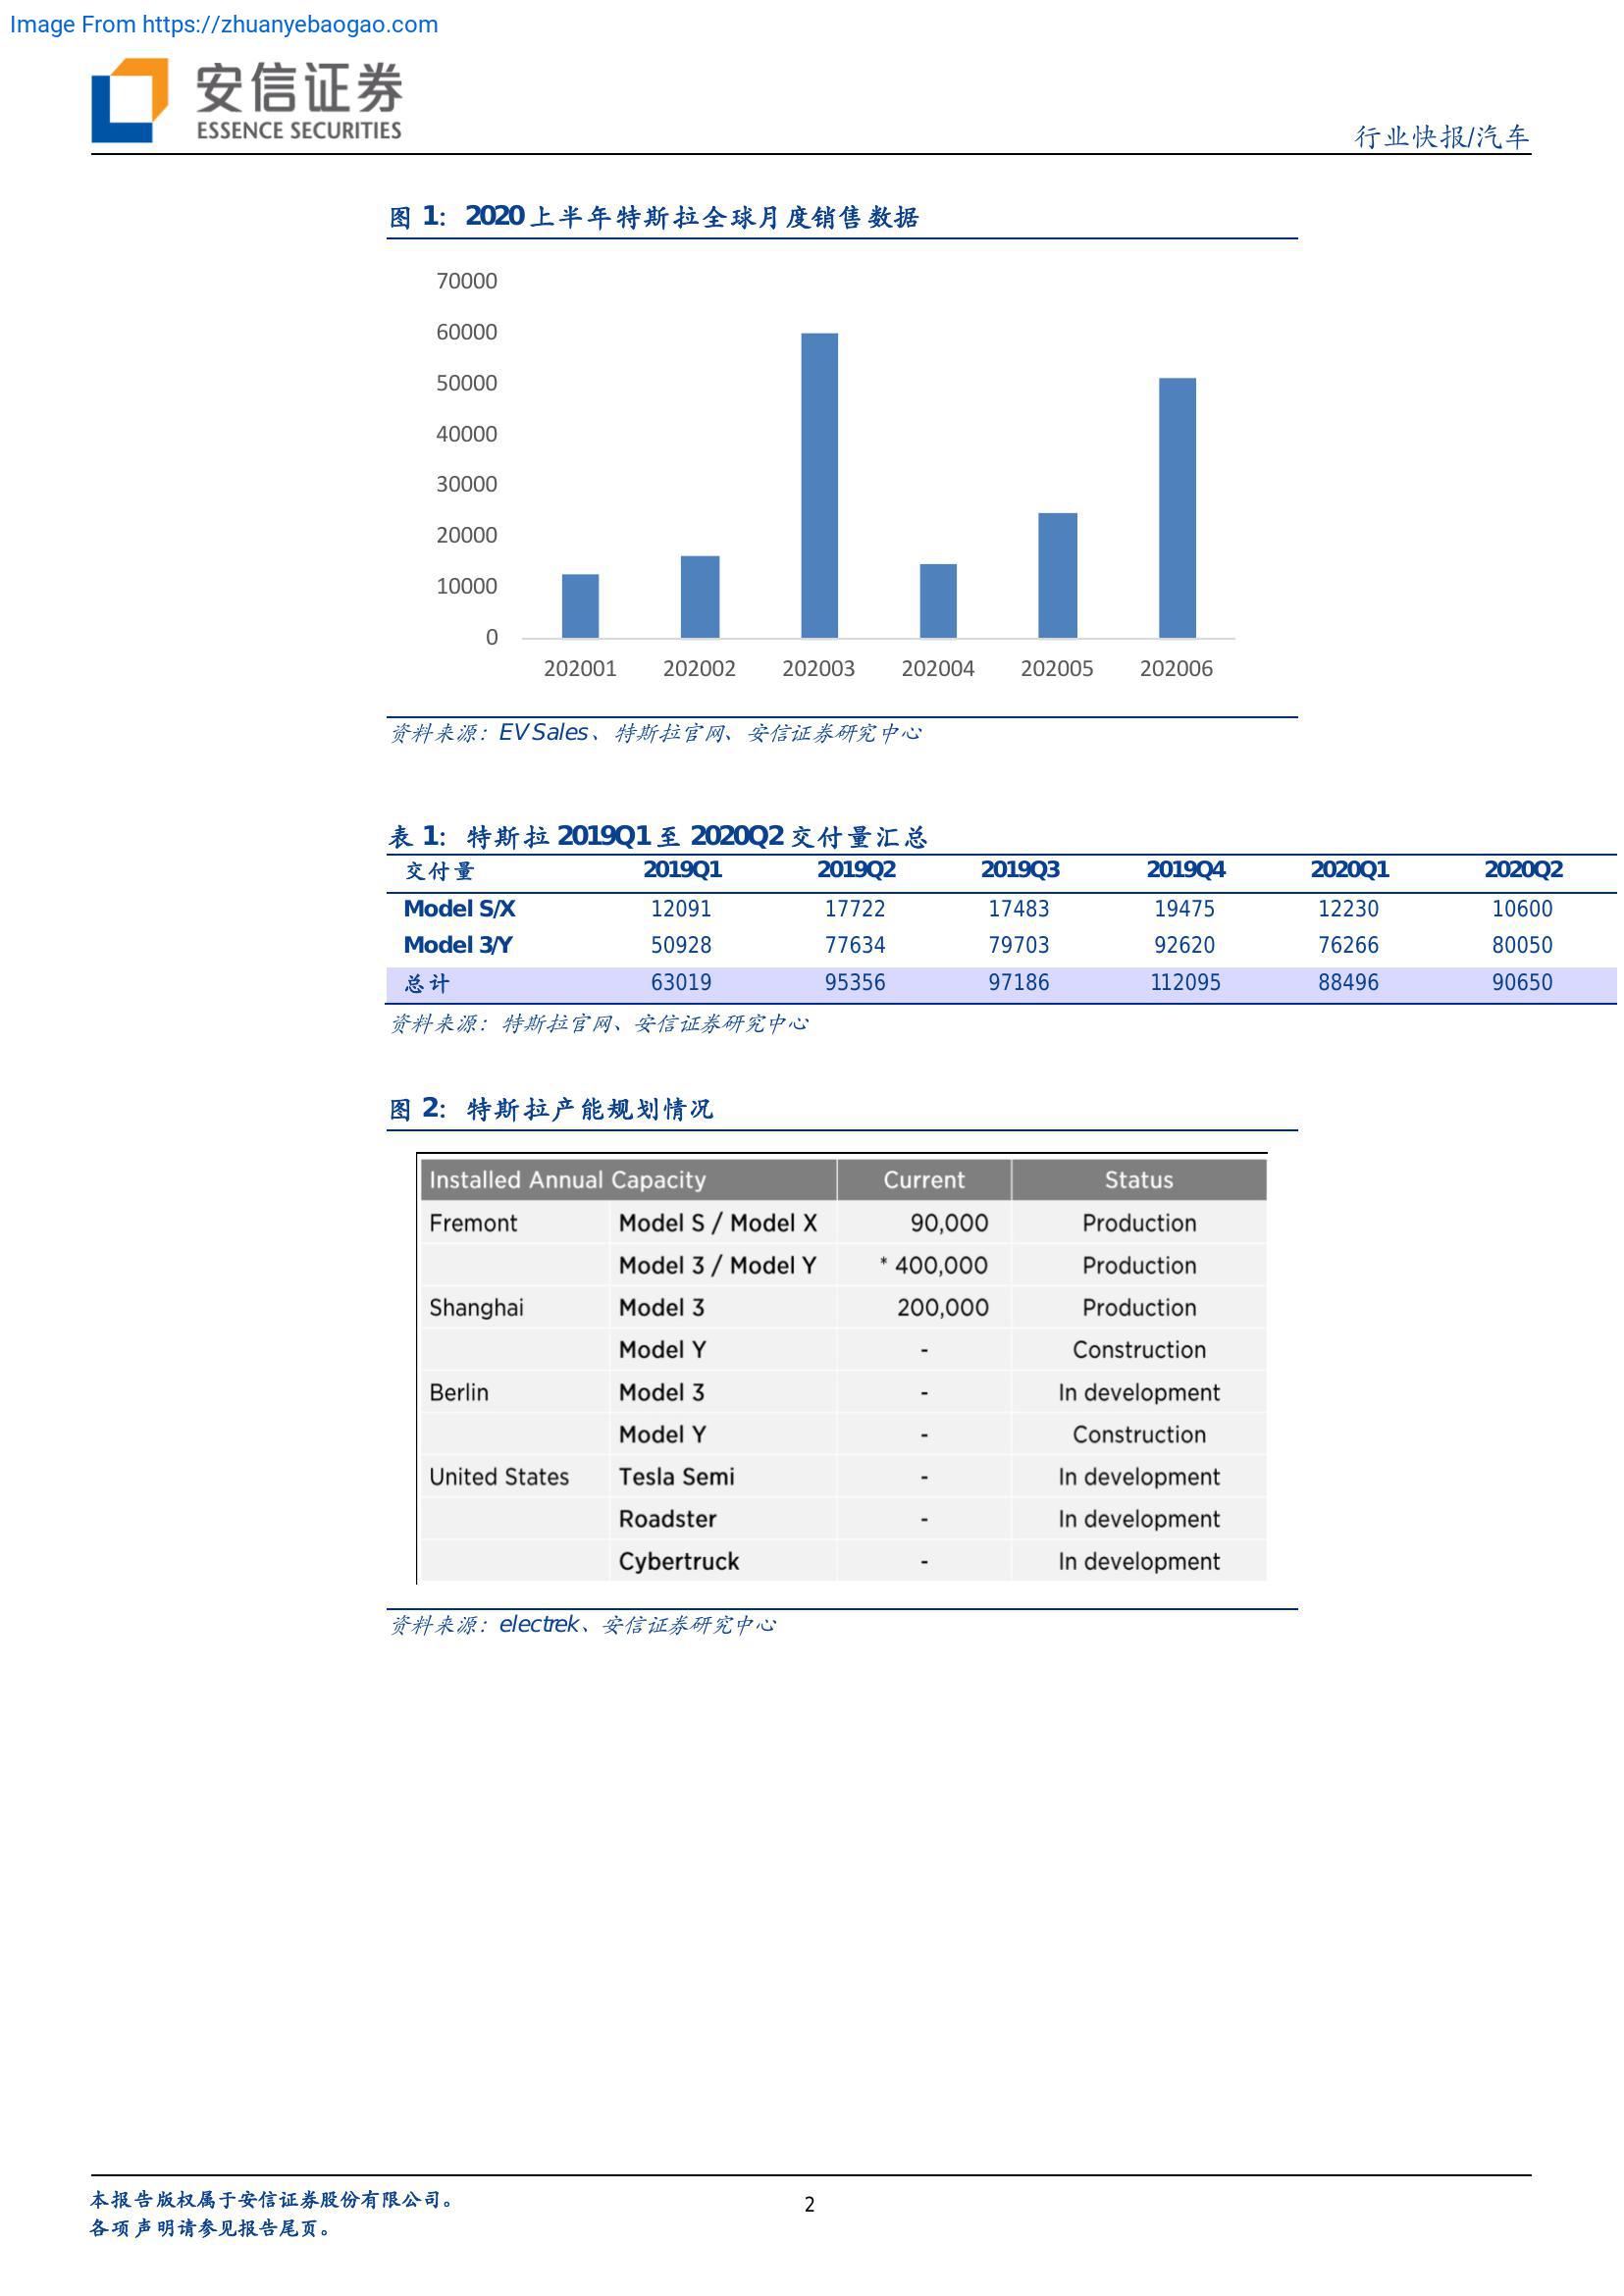 Image From https://zhuanyebaogao.com
安信证券
ESSENCE SECURITIES
行业快报/汽车
图 1：2020 上半年特斯拉全球月度销售数据
70000
60000
50000
40000
30000
20000
10000
0
202001 202002 202003 202004 202005 202006
资料来源：EV Sales、特斯拉官网、安信证券研究中心
表 1：特斯拉 2019Q1 至 2020Q2 交付量汇总
交付量 2019Q1 2019Q2 2019Q3 2019Q4 2020Q1 2020Q2
Model S/X 12091 17722 17483 19475 12230 10600
Model 3/Y 50928 77634 79703 92620 76266 80050
总计 63019 95356 97186 112095 88496 90650
资料来源：特斯拉官网、安信证券研究中心
图 2：特斯拉产能规划情况
Installed Annual Capacity Current Status
Fremont Model S / Model X 90,000 Production
Model 3 / Model Y * 400,000 Production
Shanghai Model 3 200,000 Production
Model Y - Construction
Berlin Model 3 - In development
Model Y - Construction
United States Tesla Semi - In development
Roadster - In development
Cybertruck - In development
资料来源：electrek、安信证券研究中心
本报告版权属于安信证券股份有限公司。
各项声明请参见报告尾页。
2